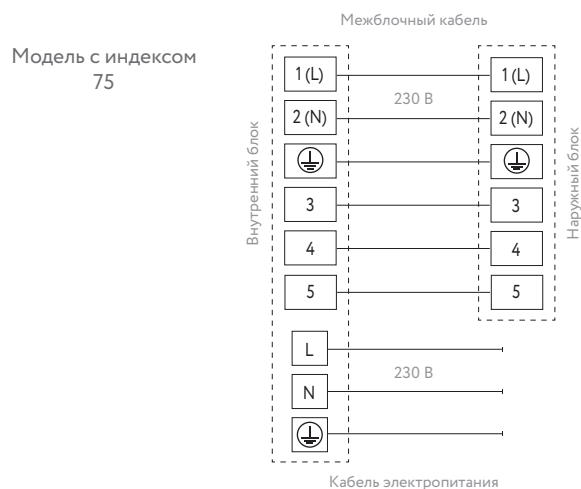 Межблочный кабель
Модель с индексом
75
Внутренний блок
Наружный блок
1 (L) 1 (L)
230 В
2 (N) 2 (N)
3 3
4 4
5 5
L
230 В
N
Кабель электропитания